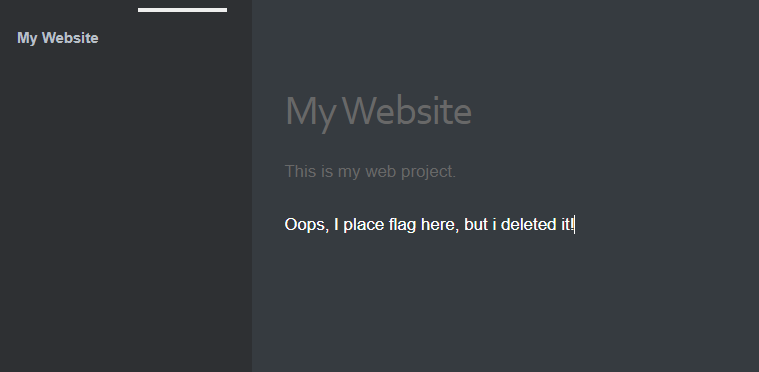 My Website
My Website
This is my web project.
Oops, I place flag here, but i deleted it!